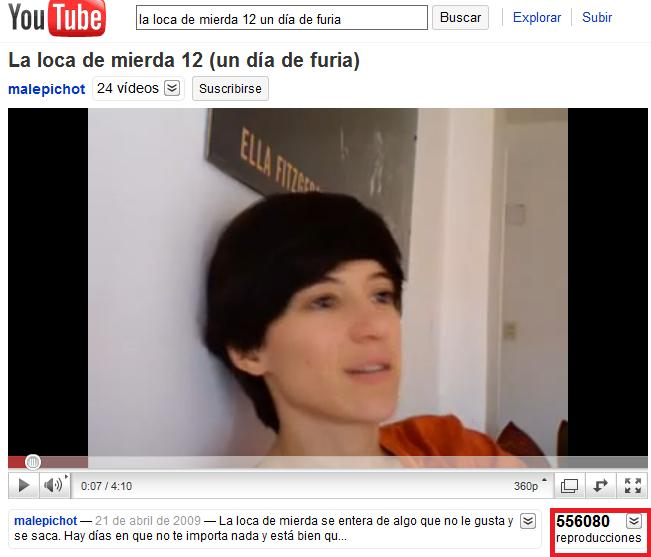 YouTube
la loca de mierda 12 un día de furia
Buscar
Explorar
Subir
La loca de mierda 12 (un día de furia)
malepichot
24 vídeos
Suscribirse
ELLA FITZGE
0:07 / 4:10
360p
malepichot — 21 de abril de 2009 — La loca de mierda se entera de algo que no le gusta y
se saca. Hay días en que no te importa nada y está bien qu...
556080
reproducciones